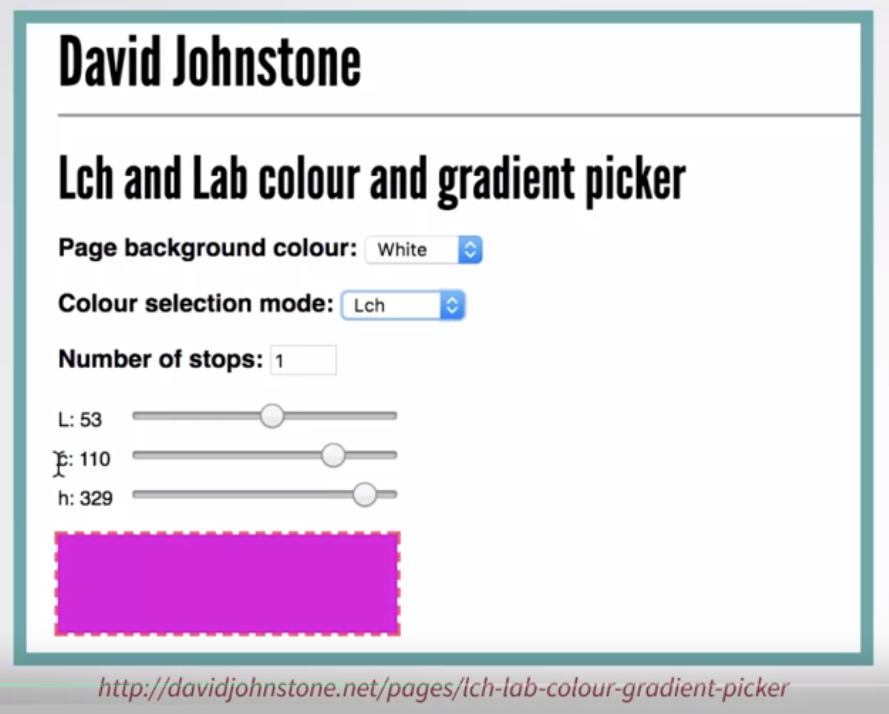 David Johnstone
Lch and Lab colour and gradient picker
Page background colour: White
Colour selection mode: Lch
Number of stops: 1
L: 53
c: 110
h: 329
http://davidjohnstone.net/pages/lch-lab-colour-gradient-picker